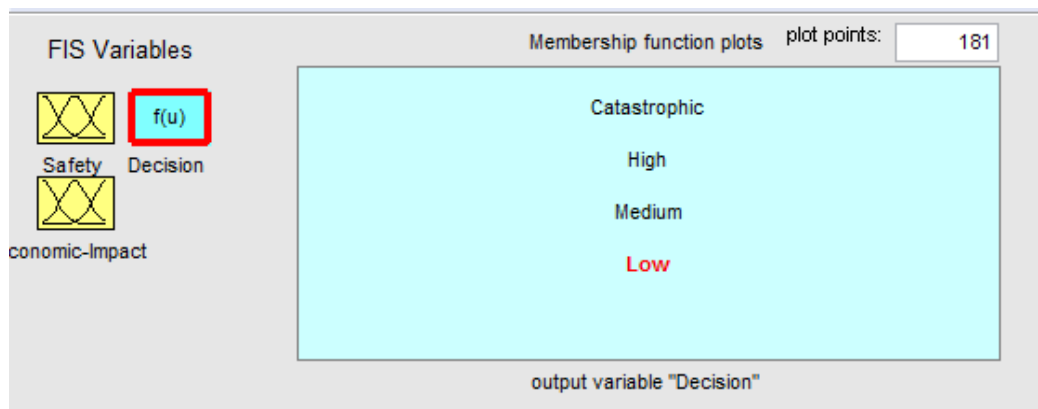 FIS Variables
Membership function plots plot points: 181
f(u)
Safety Decision
conomic-Impact
Catastrophic
High
Medium
Low
output variable "Decision"